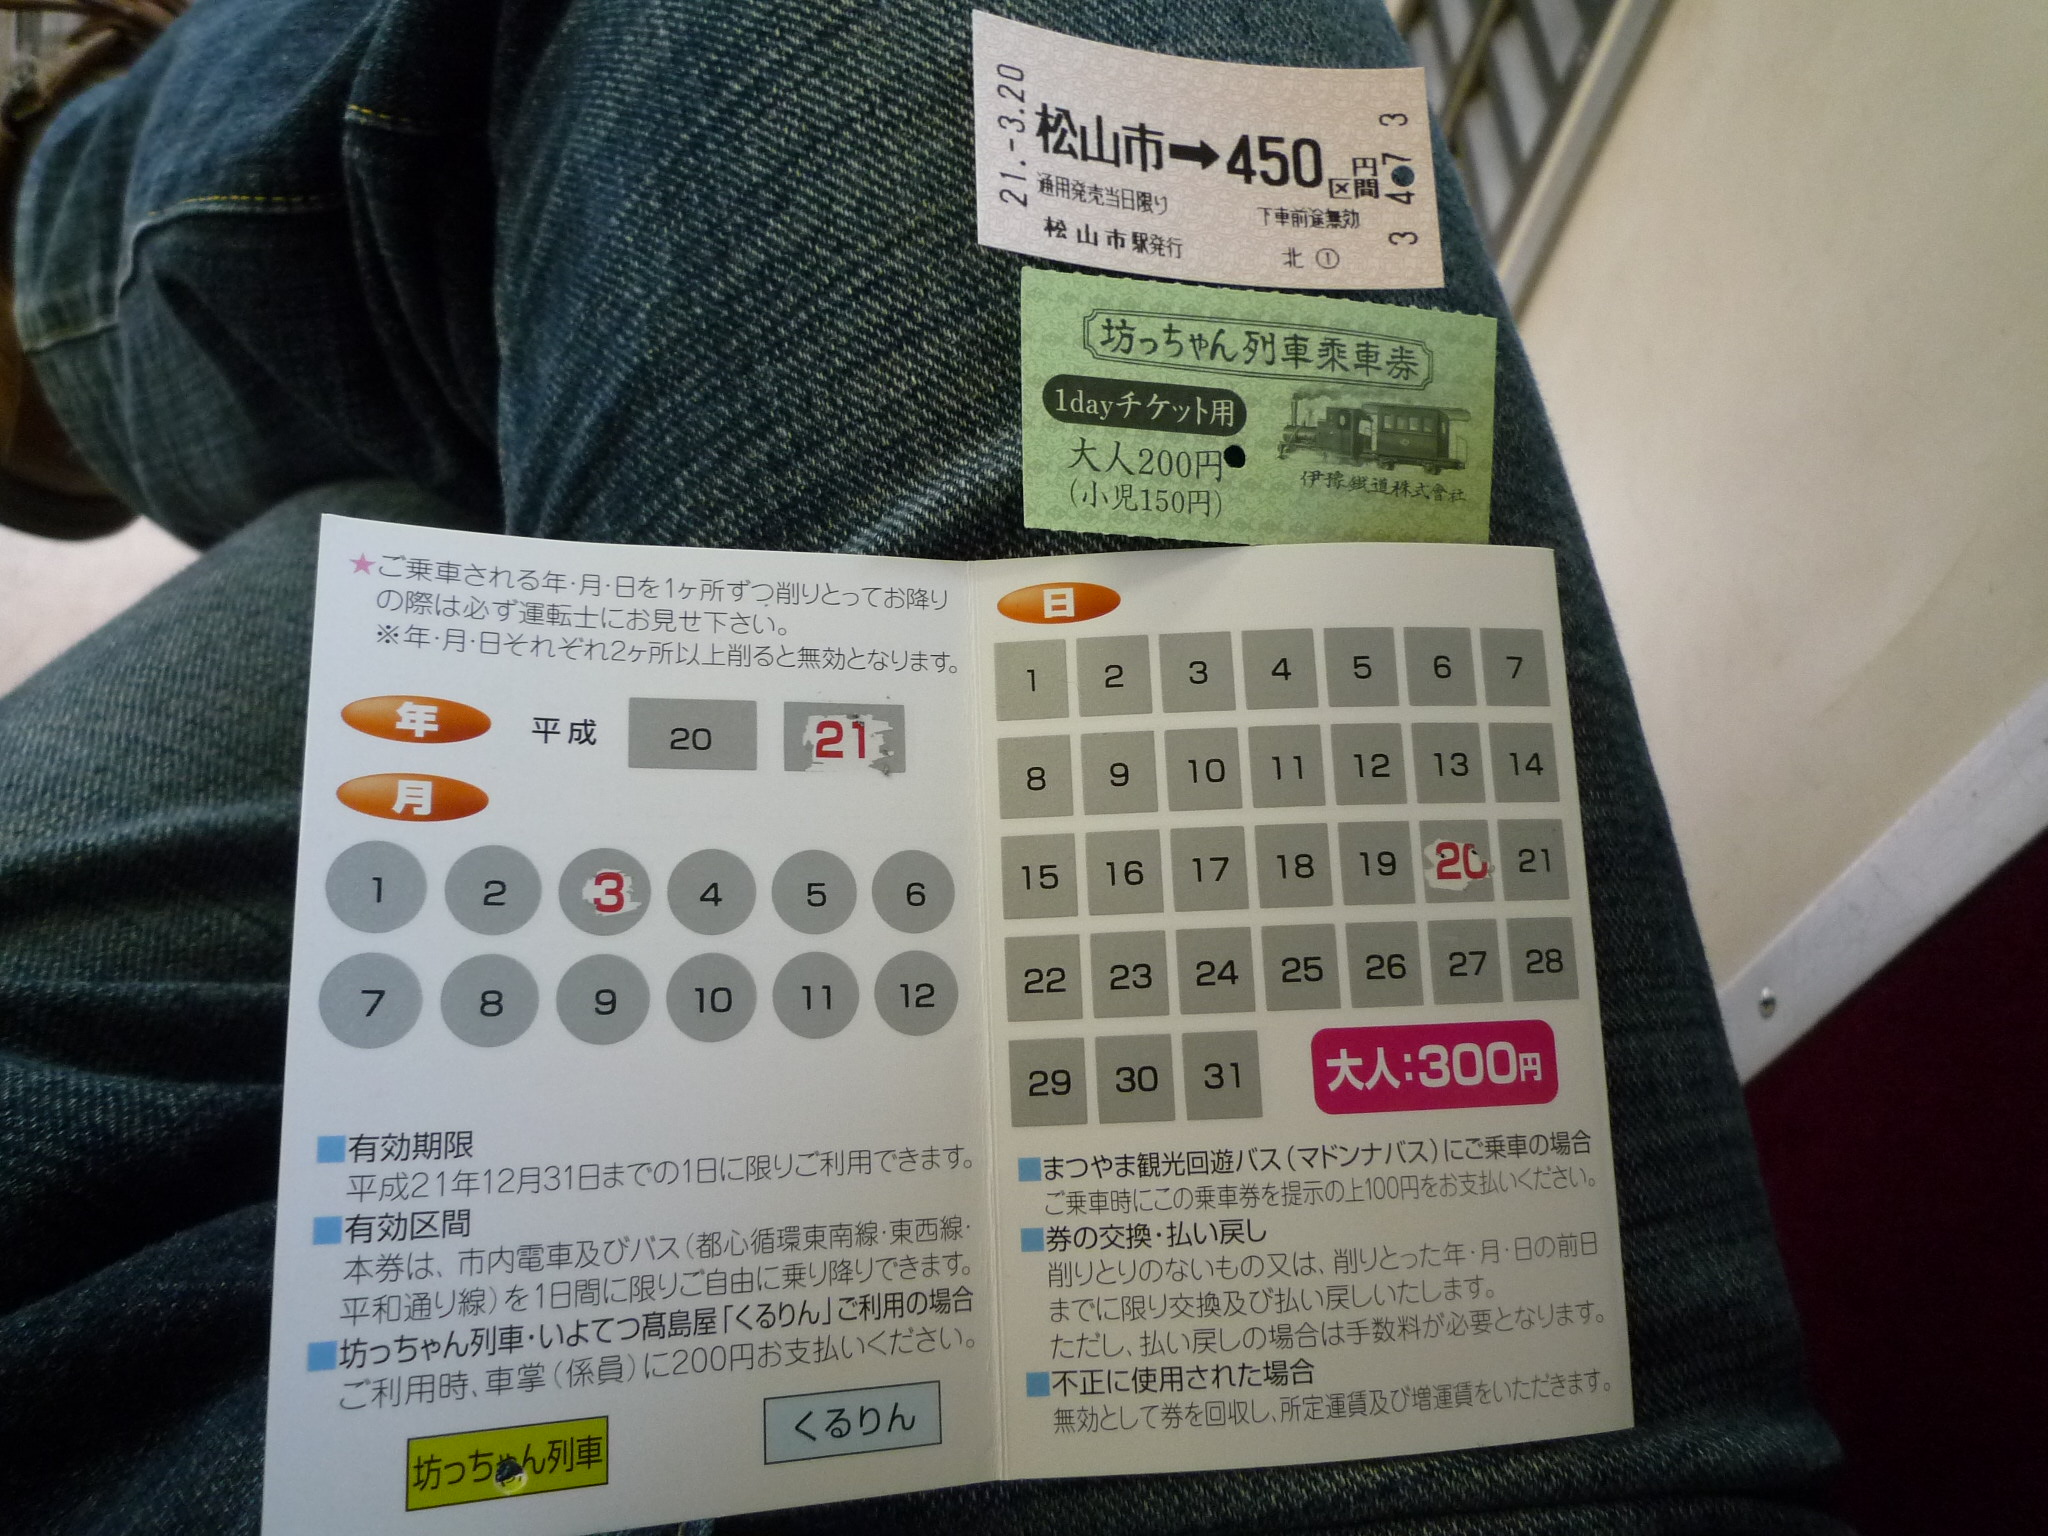 21.-3.20
松山市➡450円区間
通用発売当日限り
下車前途無効
松山市駅発行
北 ①
3 4 7 3
坊っちゃん列車乗車券
1dayチケット用
大人200円
(小児150円)
伊豫鉄道株式會社
★ご乗車される年・月・日を1ヶ所ずつ削りとってお降り
の際は必ず運転士にお見せ下さい。
※年・月・日それぞれ2ヶ所以上削ると無効となります。
年 平成 20 21
月
1 2 3 4 5 6
7 8 9 10 11 12
■有効期限
平成21年12月31日までの1日に限りご利用できます。
■有効区間
本券は、市内電車及びバス(都心循環東南線・東西線・
平和通り線)を1日間に限りご自由に乗り降りできます。
■坊っちゃん列車・いよてつ髙島屋「くるりん」ご利用の場合
ご利用時、車掌(係員)に200円お支払いください。
坊っちゃん列車
くるりん
日
1 2 3 4 5 6 7
8 9 10 11 12 13 14
15 16 17 18 19 20 21
22 23 24 25 26 27 28
29 30 31
大人:300円
■まつやま観光回遊バス(マドンナバス)にご乗車の場合
ご乗車時にこの乗車券を提示の上100円をお支払いください。
■券の交換・払い戻し
削りとりのないもの又は、削りとった年・月・日の前日
までに限り交換及び払い戻しいたします。
ただし、払い戻しの場合は手数料が必要となります。
■不正に使用された場合
無効として券を回収し、所定運賃及び増運賃をいただきます。